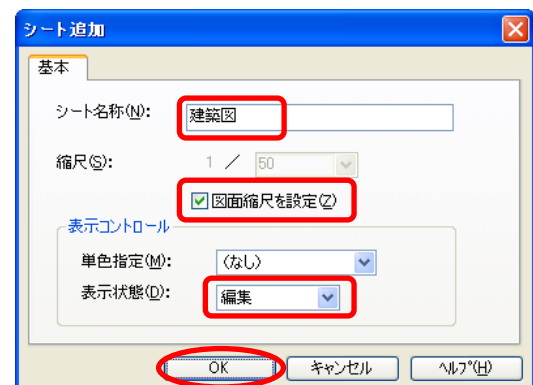 シート追加
基本
シート名称(N): 建築図
縮尺(S): 1 / 50
図面縮尺を設定(Z)
表示コントロール
単色指定(M): (なし)
表示状態(D): 編集
OK キャンセル ヘルプ(H)